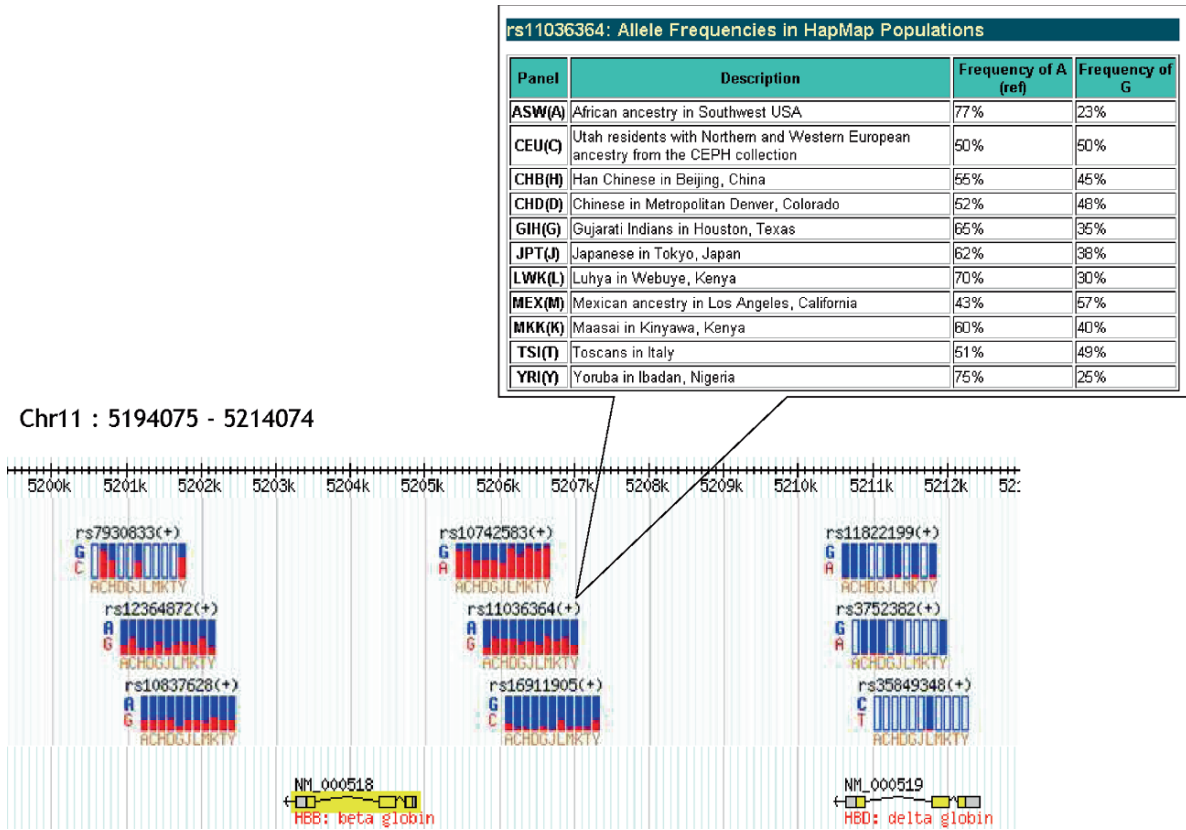 rs11036364: Allele Frequencies in HapMap Populations
Panel Description Frequency of A (ref) Frequency of G
ASW(A) African ancestry in Southwest USA 77% 23%
CEU(C) Utah residents with Northern and Western European ancestry from the CEPH collection 50% 50%
CHB(H) Han Chinese in Beijing, China 55% 45%
CHD(D) Chinese in Metropolitan Denver, Colorado 52% 48%
GIH(G) Gujarati Indians in Houston, Texas 65% 35%
JPT(J) Japanese in Tokyo, Japan 62% 38%
LWK(L) Luhya in Webuye, Kenya 70% 30%
MEX(M) Mexican ancestry in Los Angeles, California 43% 57%
MKK(K) Maasai in Kinyawa, Kenya 60% 40%
TSI(T) Toscans in Italy 51% 49%
YRI(Y) Yoruba in Ibadan, Nigeria 75% 25%
Chr11 : 5194075 - 5214074
5200k 5201k 5202k 5203k 5204k 5205k 5206k 5207k 5208k 5209k 5210k 5211k 5212k
rs7930833(+) rs10742583(+) rs11822199(+)
G G G
C A A
ACHDGJLMKTY ACHDGJLMKTY ACHDGJLMKTY
rs12364872(+) rs11036364(+) rs3752382(+)
A A G
G G A
ACHDGJLMKTY ACHDGJLMKTY ACHDGJLMKTY
rs10837628(+) rs16911905(+) rs35849348(+)
A G C
G C T
ACHDGJLMKTY ACHDGJLMKTY ACHDGJLMKTY
NM_000518 NM_000519
HBB: beta globin HBD: delta globin